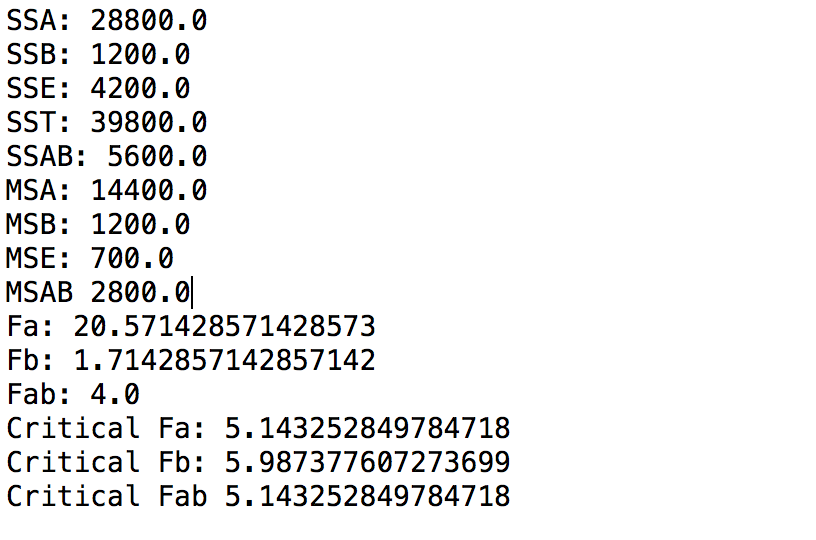 SSA: 28800.0
SSB: 1200.0
SSE: 4200.0
SST: 39800.0
SSAB: 5600.0
MSA: 14400.0
MSB: 1200.0
MSE: 700.0
MSAB 2800.0
Fa: 20.571428571428573
Fb: 1.7142857142857142
Fab: 4.0
Critical Fa: 5.143252849784718
Critical Fb: 5.987377607273699
Critical Fab 5.143252849784718